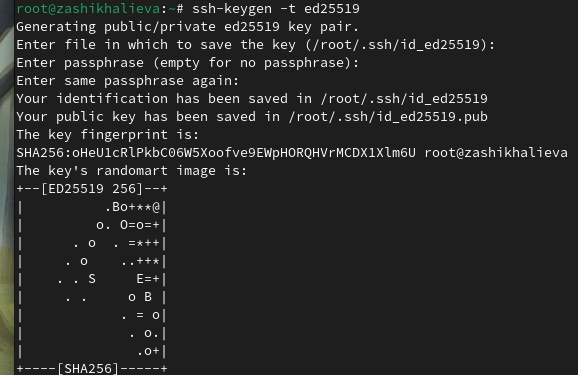 root@zashikhalieva:~# ssh-keygen -t ed25519
Generating public/private ed25519 key pair.
Enter file in which to save the key (/root/.ssh/id_ed25519):
Enter passphrase (empty for no passphrase):
Enter same passphrase again:
Your identification has been saved in /root/.ssh/id_ed25519
Your public key has been saved in /root/.ssh/id_ed25519.pub
The key fingerprint is:
SHA256:oHeU1cRlPkbC06W5Xoofve9EWpHORQHVrMCDX1Xlm6U root@zashikhalieva
The key's randomart image is:
+--[ED25519 256]--+
|          .Bo+**@|
|         o. O=o=+|
|      . o  . =*++|
|     . o    ..++*|
|    . . S     E=+|
|     . .     o B |
|            . = o|
|             . o.|
|              .o+|
+----[SHA256]-----+